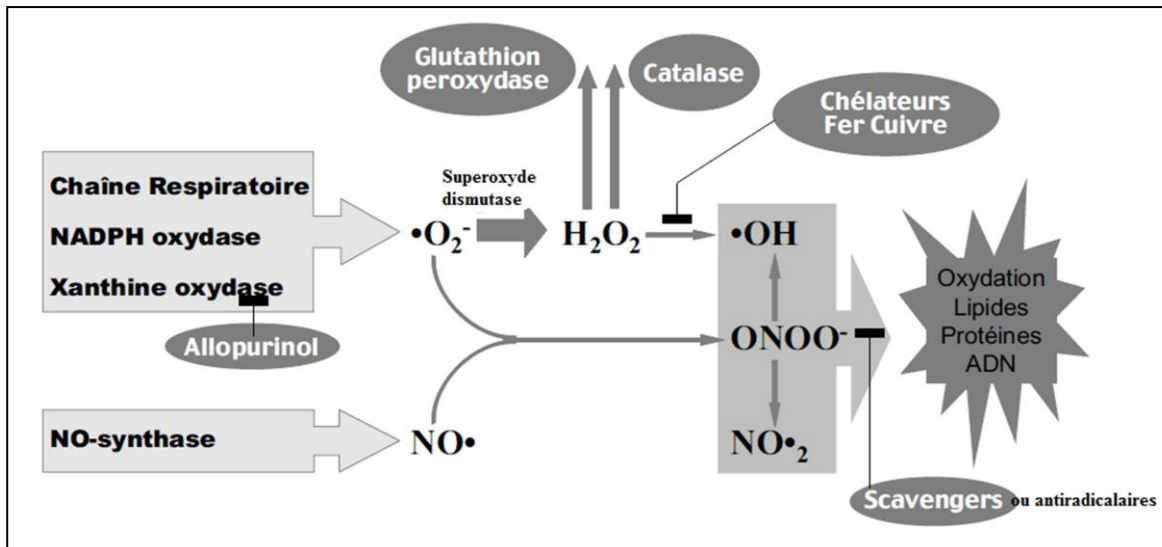 Glutathion
peroxydase
Catalase
Chélateurs
Fer Cuivre
Chaîne Respiratoire
NADPH oxydase
Xanthine oxydase
Allopurinol
Superoxyde
dismutase
•O₂⁻
H₂O₂
•OH
ONOO⁻
NO•₂
NO-synthase
NO•
Oxydation
Lipides
Protéines
ADN
Scavengers ou antiradicalaires